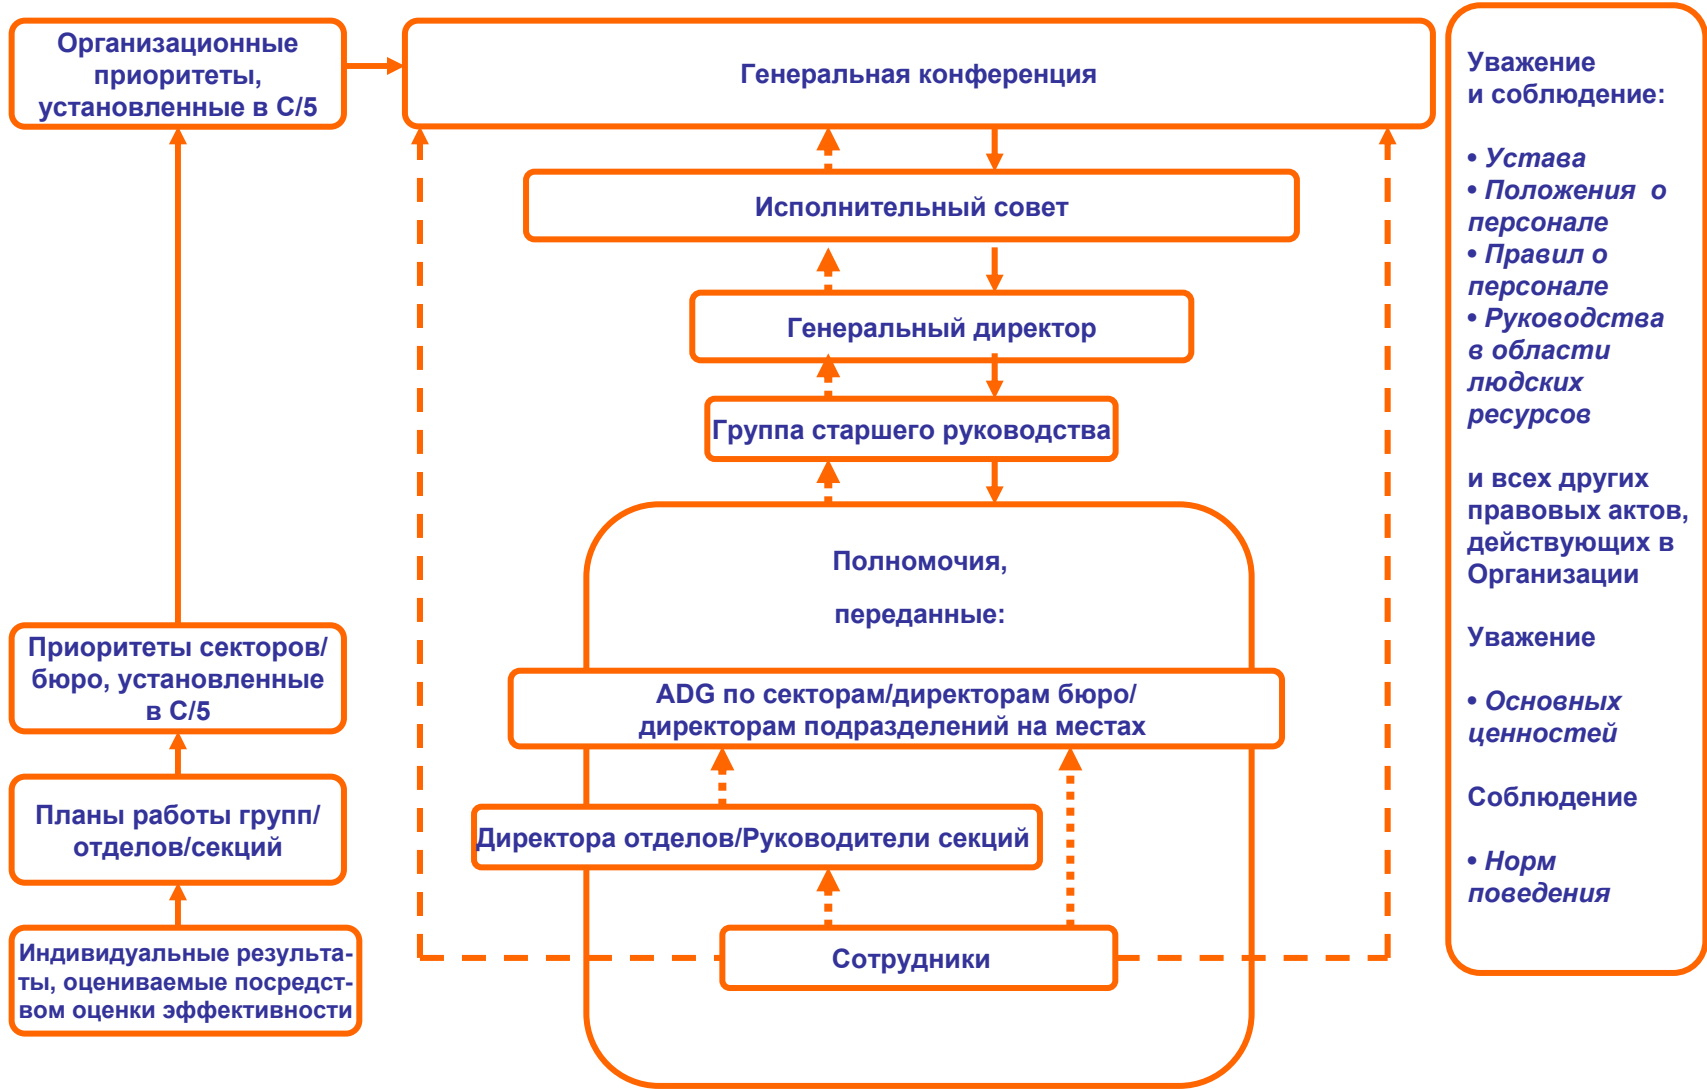 Организационные
приоритеты,
установленные в С/5
Генеральная конференция
Исполнительный совет
Генеральный директор
Группа старшего руководства
Полномочия,
переданные:
ADG по секторам/директорам бюро/
директорам подразделений на местах
Директора отделов/Руководители секций
Сотрудники
Приоритеты секторов/
бюро, установленные
в С/5
Планы работы групп/
отделов/секций
Индивидуальные результа-
ты, оцениваемые посредст-
вом оценки эффективности
Уважение
и соблюдение:
• Устава
• Положения о
персонале
• Правил о
персонале
• Руководства
в области
людских
ресурсов
и всех других
правовых актов,
действующих в
Организации
Уважение
• Основных
ценностей
Соблюдение
• Норм
поведения